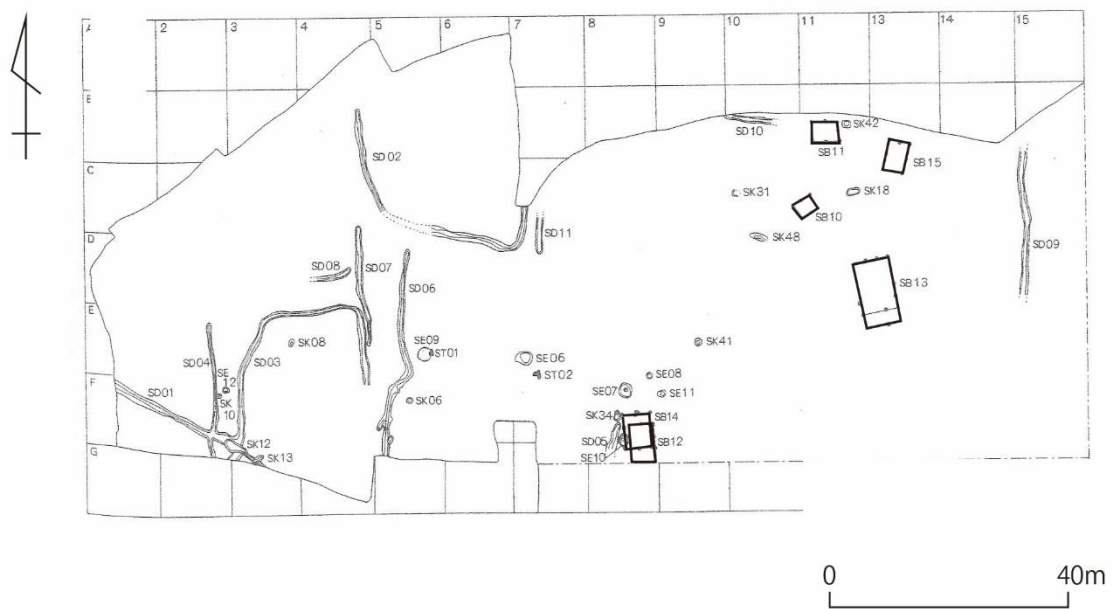 A 2 3 4 5 6 7 8 9 10 11 12 13 14 15
B
SD10
SK42
SB11
SD02
C
SB15
SK31
SK18
SB10
D
SD11
SK48
SD09
SD08
SD07
SD06
SB13
E
SE09
SK08
ST01
SE06
SK41
SD04
SE
12
SD03
F
ST02
SE08
SD01
SK
10
SE07
SE11
SK06
SK34
SB14
SK12
SD05
SB12
G
SK13
SE10
0 40m